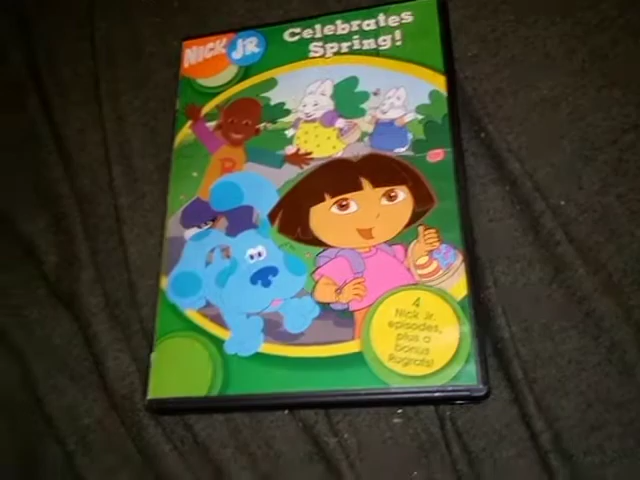 NICK JR
Celebrates
Spring!
B
4
Nick Jr.
episodes,
plus a
bonus
Rugrats!